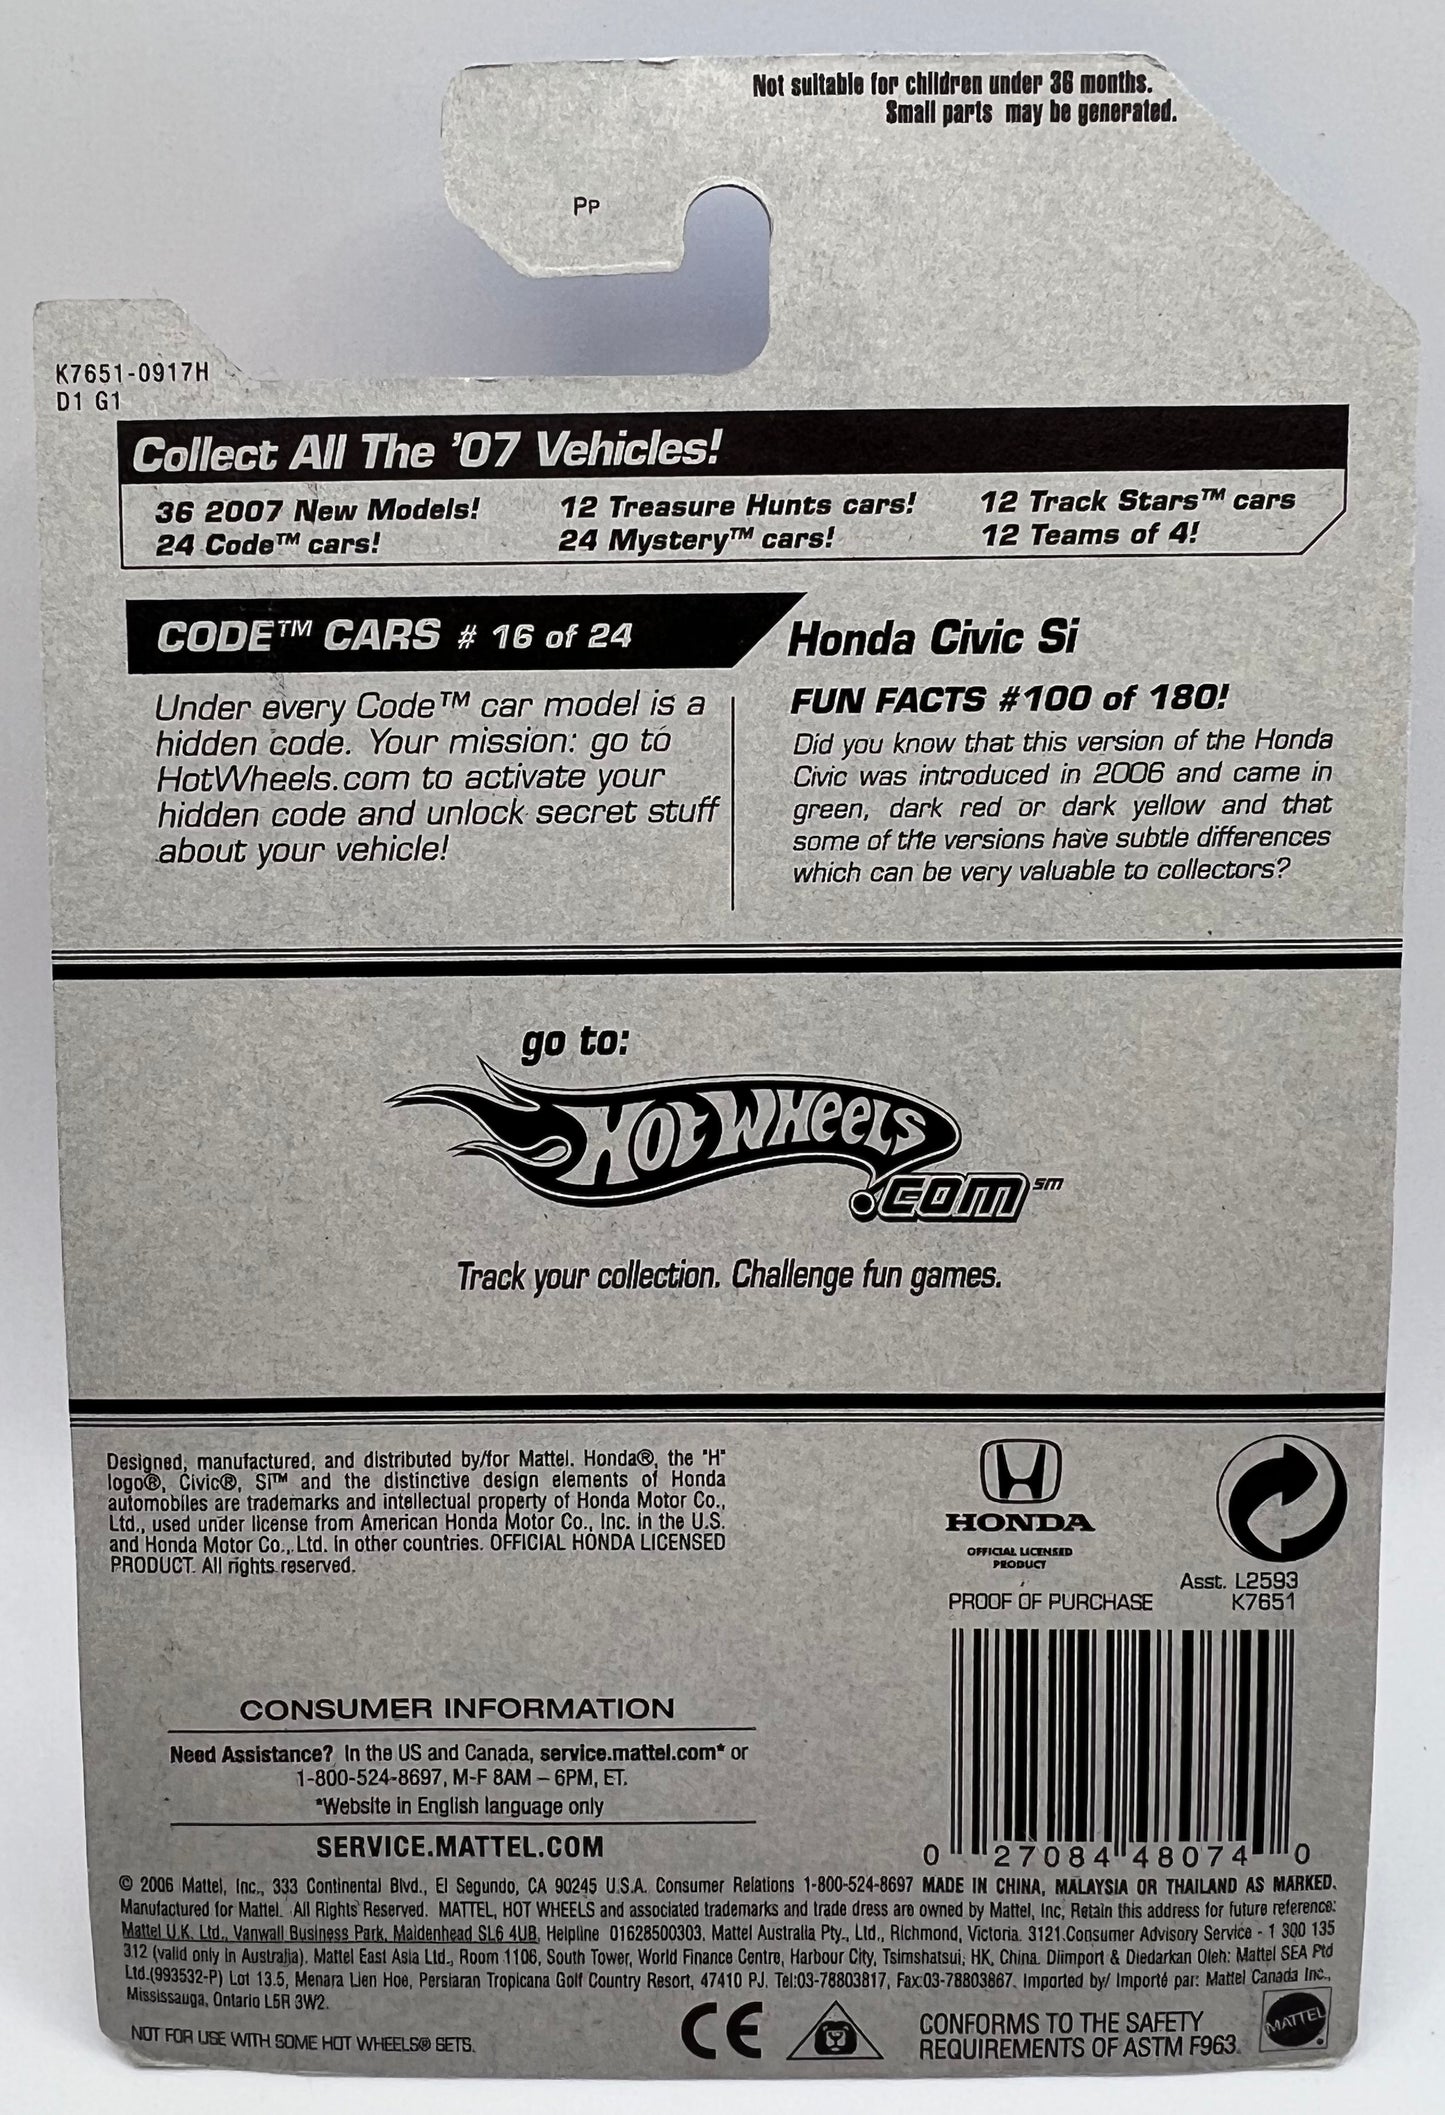 Not suitable for children under 36 months.
Small parts may be generated.
PP
K7651-0917H
D1 G1
Collect All The '07 Vehicles!
36 2007 New Models!
24 Code™ cars!
12 Treasure Hunts cars!
24 Mystery™ cars!
12 Track Stars™ cars
12 Teams of 4!
CODE™ CARS # 16 of 24
Under every Code™ car model is a
hidden code. Your mission: go to
HotWheels.com to activate your
hidden code and unlock secret stuff
about your vehicle!
Honda Civic Si
FUN FACTS #100 of 180!
Did you know that this version of the Honda
Civic was introduced in 2006 and came in
green, dark red or dark yellow and that
some of the versions have subtle differences
which can be very valuable to collectors?
go to:
Hot Wheels
.com℠
Track your collection. Challenge fun games.
Designed, manufactured, and distributed by/for Mattel. Honda®, the "H"
logo®, Civic®, Si™ and the distinctive design elements of Honda
automobiles are trademarks and intellectual property of Honda Motor Co.,
Ltd., used under license from American Honda Motor Co., Inc. in the U.S.
and Honda Motor Co., Ltd. in other countries. OFFICIAL HONDA LICENSED
PRODUCT. All rights reserved.
HONDA
OFFICIAL LICENSED
PRODUCT
PROOF OF PURCHASE
Asst. L2593
K7651
CONSUMER INFORMATION
Need Assistance? In the US and Canada, service.mattel.com* or
1-800-524-8697, M-F 8AM – 6PM, ET.
*Website in English language only
SERVICE.MATTEL.COM
0 27084 48074 0
© 2006 Mattel, Inc., 333 Continental Blvd., El Segundo, CA 90245 U.S.A. Consumer Relations 1-800-524-8697 MADE IN CHINA, MALAYSIA OR THAILAND AS MARKED.
Manufactured for Mattel. All Rights Reserved. MATTEL, HOT WHEELS and associated trademarks and trade dress are owned by Mattel, Inc, Retain this address for future reference:
Mattel U.K. Ltd., Vanwall Business Park, Maidenhead SL6 4UB. Helpline 01628500303. Mattel Australia Pty., Ltd., Richmond, Victoria. 3121.Consumer Advisory Service - 1 300 135
312 (valid only in Australia). Mattel East Asia Ltd., Room 1106, South Tower, World Finance Centre, Harbour City, Tsimshatsui, HK, China. Diimport & Diedarkan Oleh: Mattel SEA Ptd
Ltd.(993532-P) Lot 13.5, Menara Lien Hoe, Persiaran Tropicana Golf Country Resort, 47410 PJ. Tel:03-78803817, Fax:03-78803867. Imported by/ Importé par: Mattel Canada Inc.,
Mississauga, Ontario L5R 3W2.
NOT FOR USE WITH SOME HOT WHEELS® SETS.
CE
CONFORMS TO THE SAFETY
REQUIREMENTS OF ASTM F963.
MATTEL